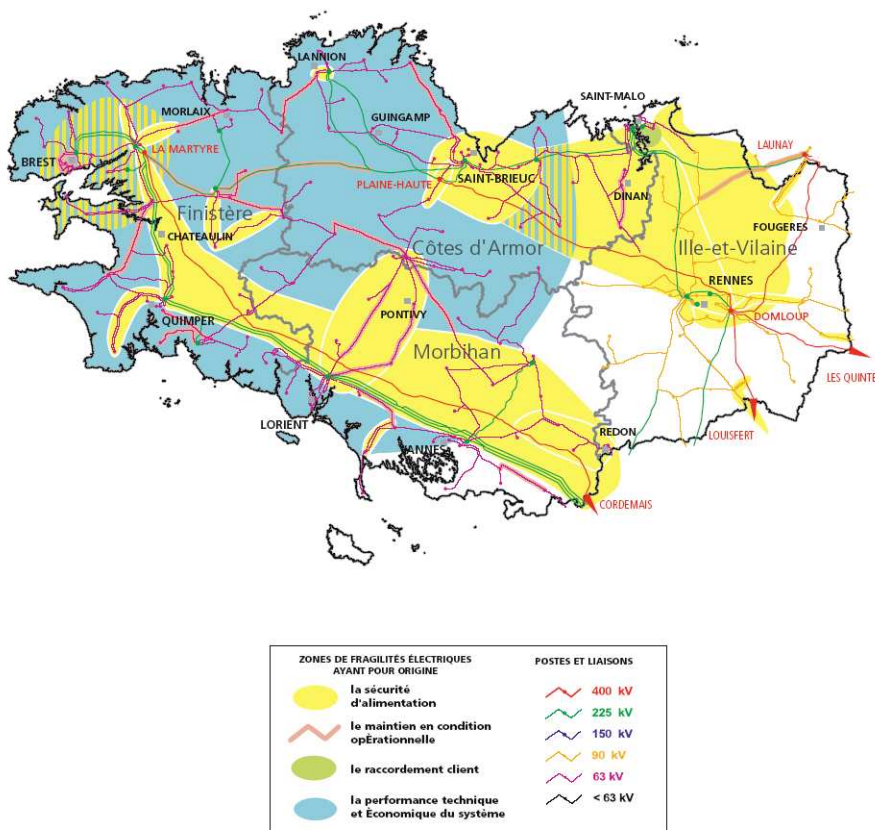 LANNION
SAINT-MALO
MORLAIX
GUINGAMP
LAUNAY
LA MARTYRE
BREST
PLAINE-HAUTE
SAINT-BRIEUC
DINAN
Finistère
FOUGERES
CHATEAULIN
Côtes d'Armor
Ille-et-Vilaine
RENNES
PONTIVY
DOMLOUP
QUIMPER
Morbihan
LES QUINTE
LORIENT
REDON
LOUISFERT
VANNES
CORDEMAIS
ZONES DE FRAGILITÉS ÉLECTRIQUES
AYANT POUR ORIGINE
la sécurité
d'alimentation
le maintien en condition
opÈrationnelle
le raccordement client
la performance technique
et Économique du système
POSTES ET LIAISONS
400 kV
225 kV
150 kV
90 kV
63 kV
< 63 kV